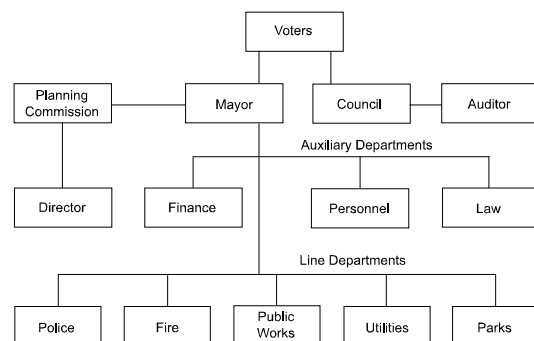 Voters
Planning
Commission
Mayor
Council
Auditor
Auxiliary Departments
Director
Finance
Personnel
Law
Line Departments
Police
Fire
Public
Works
Utilities
Parks